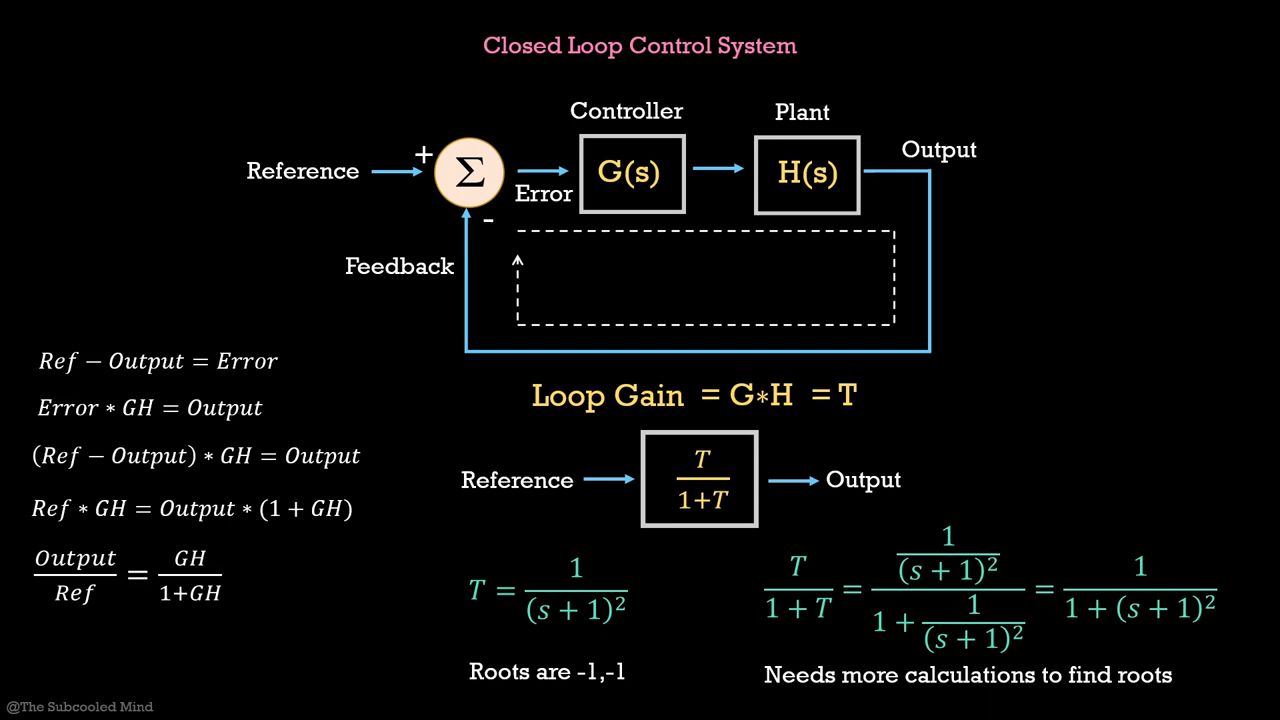 Closed Loop Control System
Controller
Plant
Reference
+
Σ
Error
G(s)
H(s)
Output
-
Feedback
Ref − Output = Error
Error ∗ GH = Output
(Ref − Output) ∗ GH = Output
Ref ∗ GH = Output ∗ (1 + GH)
Output/Ref = GH/1+GH
Loop Gain = G∗H = T
Reference
T/1+T
Output
T = 1/(s + 1)²
T/1 + T = 1/(s + 1)²/1 + 1/(s + 1)² = 1/1 + (s + 1)²
Roots are -1,-1
Needs more calculations to find roots
@The Subcooled Mind